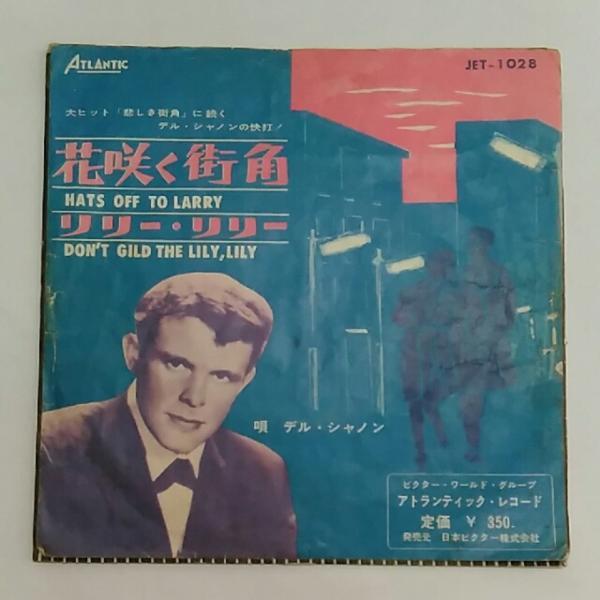 ATLANTIC
JET-1028
大ヒット「悲しき街角」に続く
デル・シャノンの快打!
花咲く街角
HATS OFF TO LARRY
リリー・リリー
DON'T GILD THE LILY, LILY
唄 デル・シャノン
ビクター・ワールド・グループ
アトランティック・レコード
定価 ¥ 350.
発売元 日本ビクター株式会社